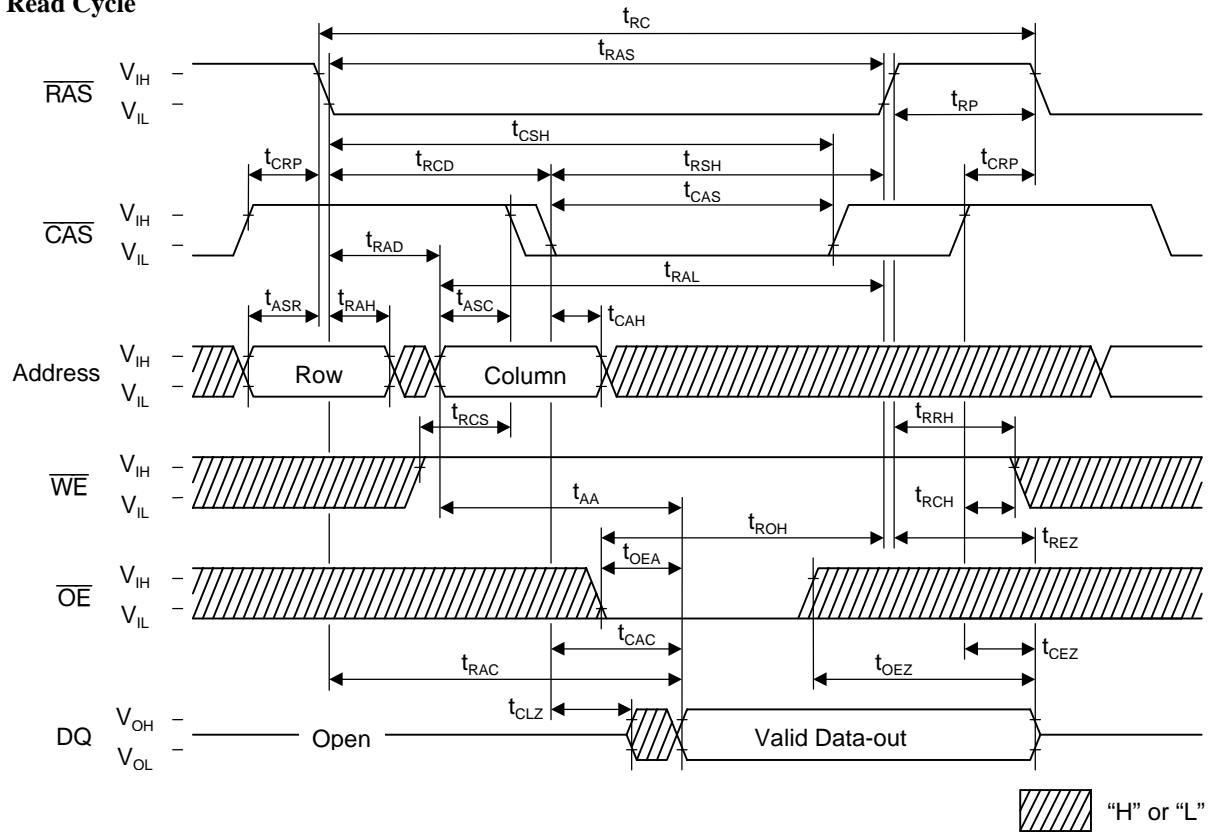 Read Cycle
tRC
RAS
VIH
VIL
tRAS
tRP
tCSH
tCRP
tRCD
tRSH
tCRP
tCAS
CAS
VIH
VIL
tRAD
tRAL
tASR
tRAH
tASC
tCAH
Address
VIH
VIL
Row
Column
tRCS
tRRH
WE
VIH
VIL
tAA
tRCH
tROH
tREZ
tOEA
OE
VIH
VIL
tCAC
tCEZ
tRAC
tOEZ
tCLZ
DQ
VOH
VOL
Open
Valid Data-out
“H” or “L”